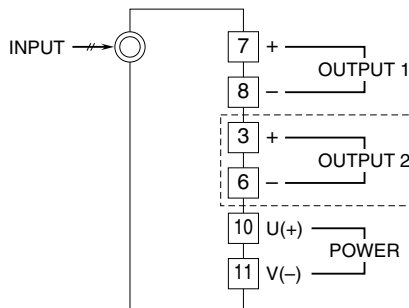 INPUT
7 +
OUTPUT 1
8 –
3 +
OUTPUT 2
6 –
10 U(+)
POWER
11 V(–)